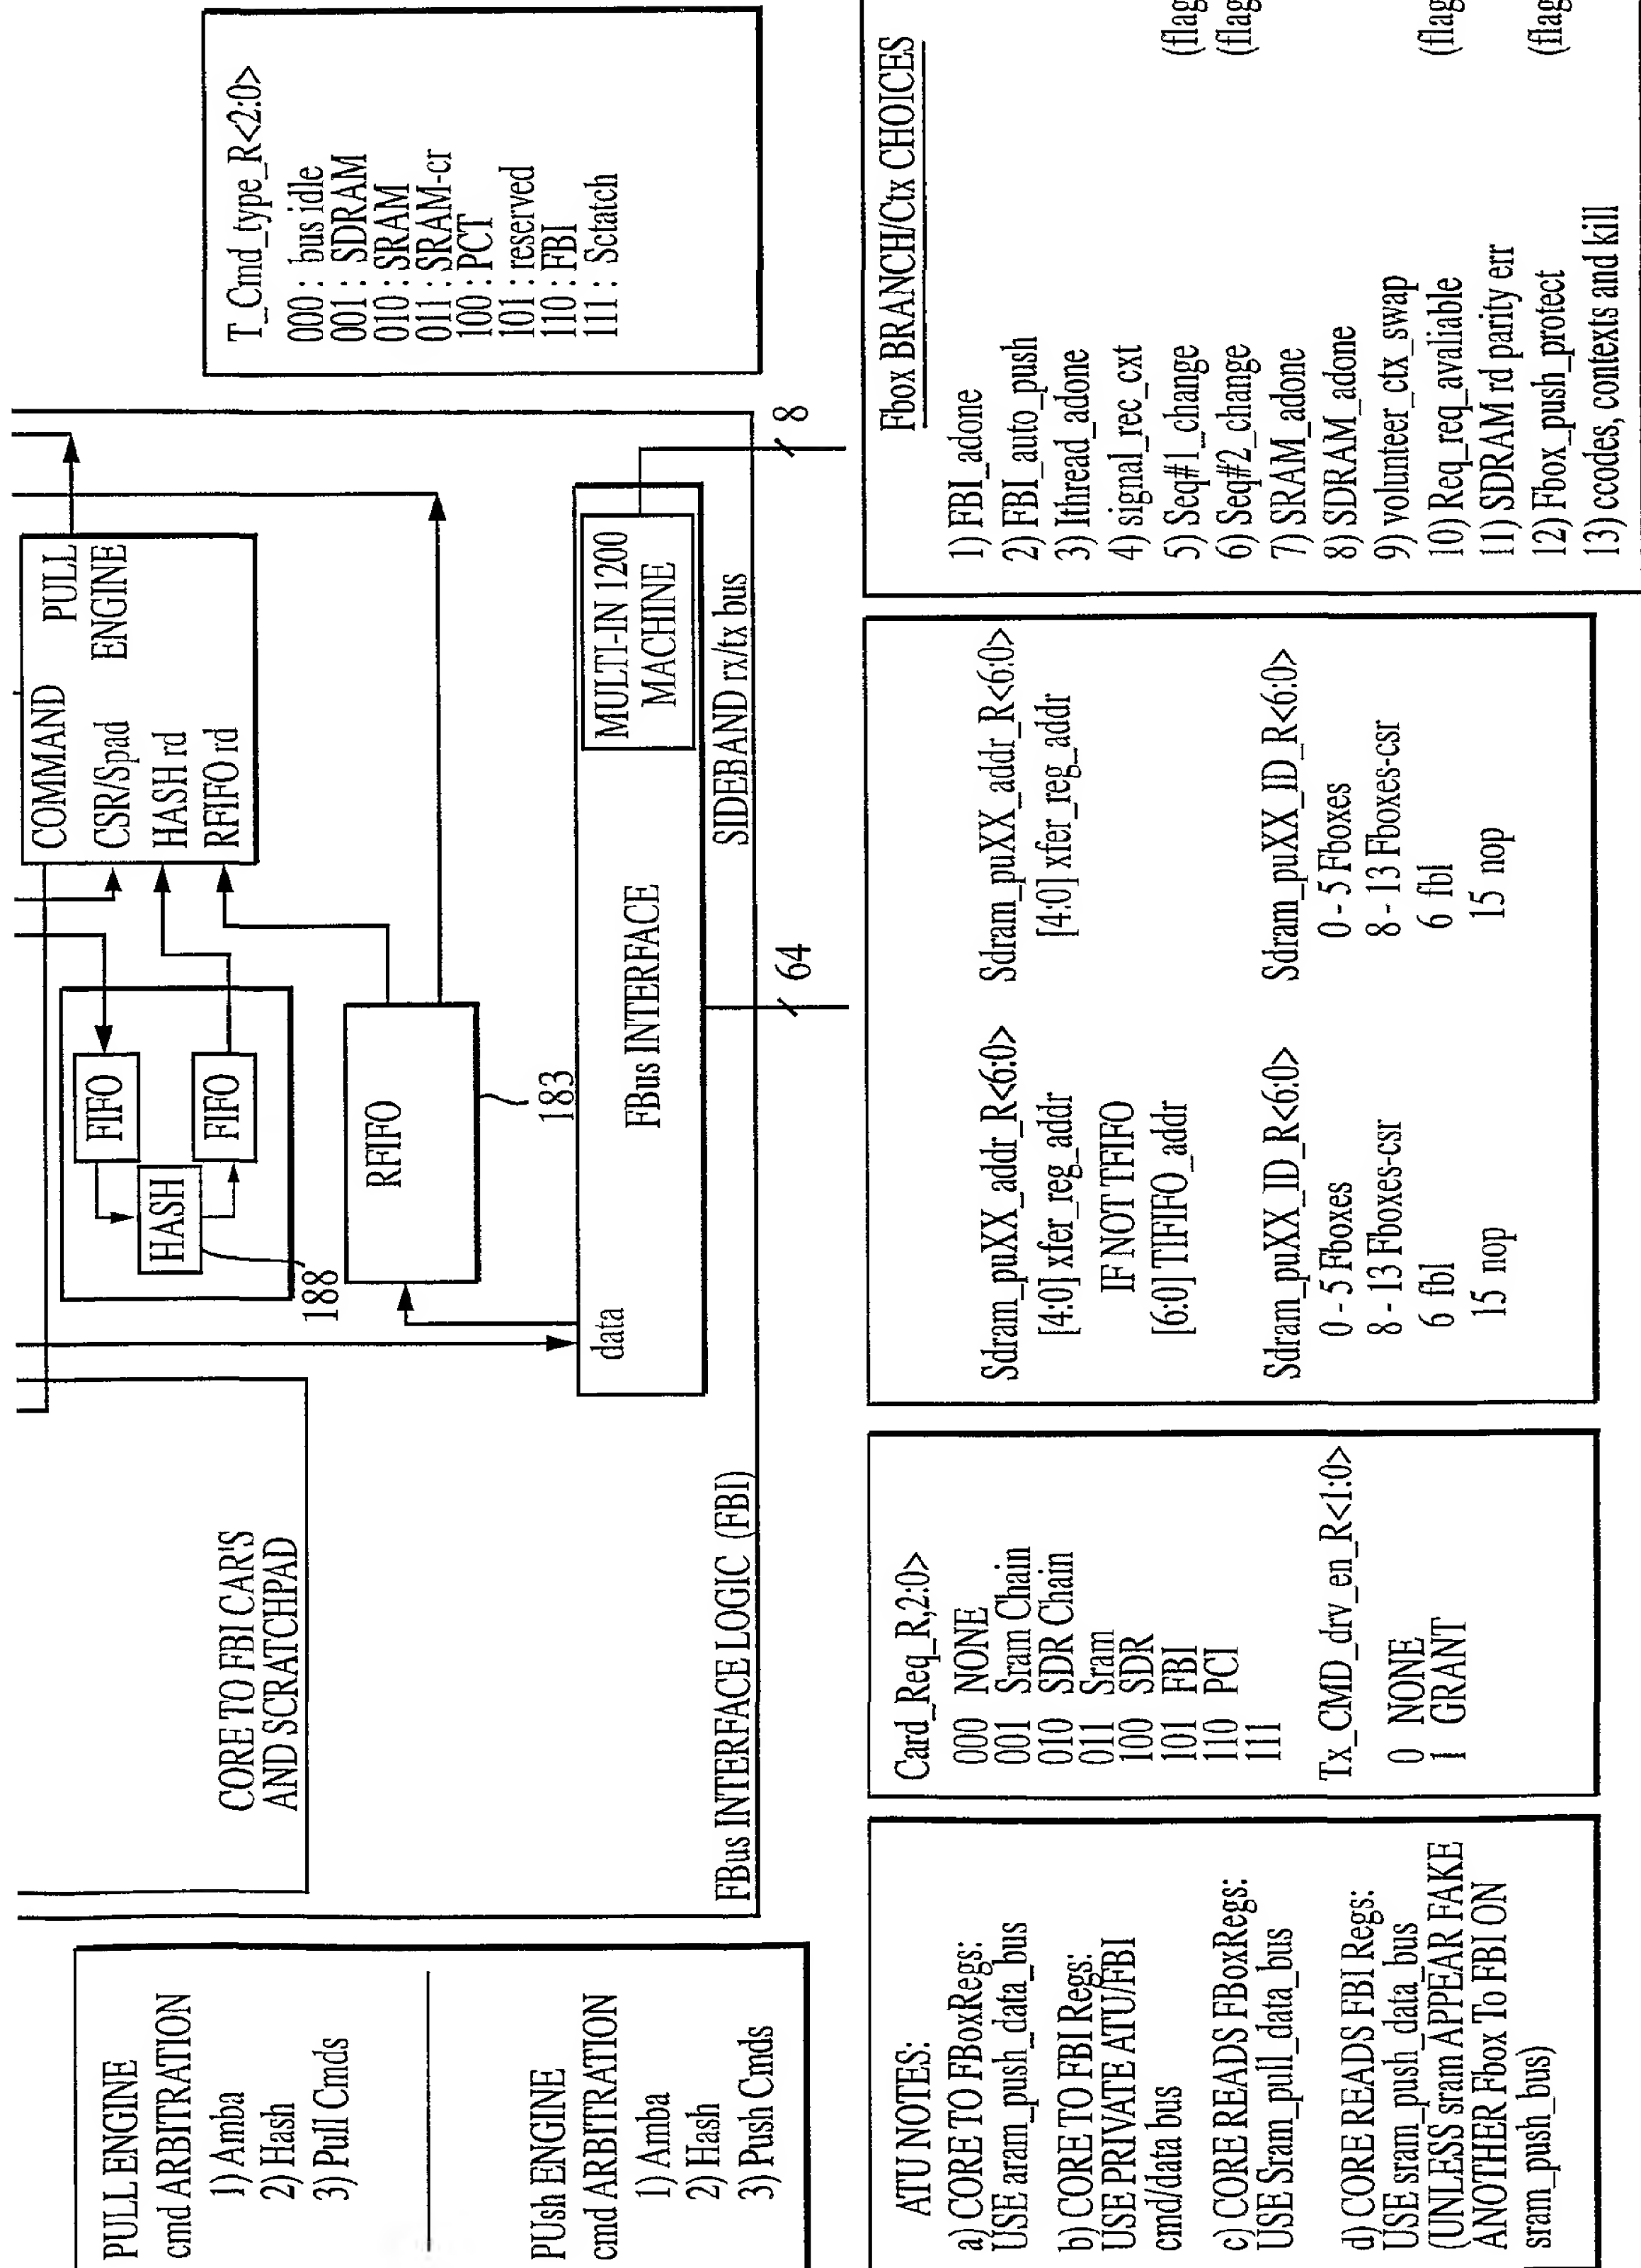 PULL ENGINE
cmd ARBITRATION
1) Amba
2) Hash
3) Pull Cmds
PUsh ENGINE
cmd ARBITRATION
1) Amba
2) Hash
3) Push Cmds
CORE TO FBI CAR'S
AND SCRATCHPAD
COMMAND
PULL
CSR/Spad
ENGINE
HASH rd
RFIFO rd
FIFO
HASH
FIFO
188
RFIFO
183
data
FBus INTERFACE
MULTI-IN 1200
MACHINE
FBus INTERFACE LOGIC (FBI)
SIDEBAND rx/tx bus
64
8
T_Cmd_type_R<2:0>
000 : bus idle
001 : SDRAM
010 : SRAM
011 : SRAM-cr
100 : PCT
101 : reserved
110 : FBI
111 : Sctatch
ATU NOTES:
a) CORE TO FBoxRegs:
USE aram_push_data_bus
b) CORE TO FBI Regs:
USE PRIVATE ATU/FBI
cmd/data bus
c) CORE READS FBoxRegs:
USE Sram_pull_data_bus
d) CORE READS FBI Regs:
USE sram_push_data_bus
(UNLESS sram APPEAR FAKE
ANOTHER Fbox To FBI ON
sram_push_bus)
Card_Req_R,2:0>
000 NONE
001 Sram Chain
010 SDR Chain
011 Sram
100 SDR
101 FBI
110 PCI
111
Tx_CMD_drv_en_R<1:0>
0 NONE
1 GRANT
Sdram_puXX_addr_R<6:0>
[4:0] xfer_reg_addr
IF NOT TFIFO
[6:0] TIFIFO_addr
Sdram_puXX_ID_R<6:0>
0 - 5 Fboxes
8 - 13 Fboxes-csr
6 fbl
15 nop
Sdram_puXX_addr_R<6:0>
[4:0] xfer_reg_addr
Sdram_puXX_ID_R<6:0>
0 - 5 Fboxes
8 - 13 Fboxes-csr
6 fbl
15 nop
Fbox BRANCH/Ctx CHOICES
1) FBI_adone
2) FBI_auto_push
3) Ithread_adone
4) signal_rec_cxt
5) Seq#1_change (flag
6) Seq#2_change (flag
7) SRAM_adone
8) SDRAM_adone
9) volunteer_ctx_swap
10) Req_req_avaliable (flag
11) SDRAM rd parity err
12) Fbox_push_protect (flag
13) ccodes, contexts and kill